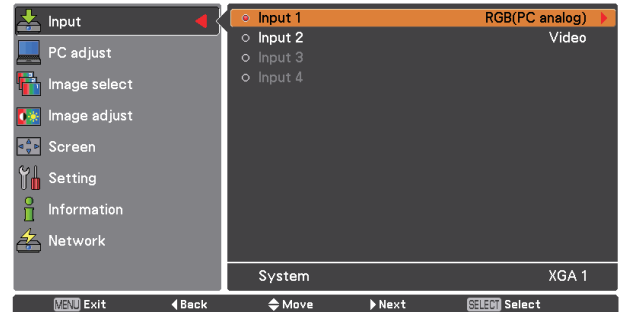 Input
PC adjust
Image select
Image adjust
Screen
Setting
Information
Network
Input 1 RGB(PC analog)
Input 2 Video
Input 3
Input 4
System XGA 1
MENU Exit Back Move Next SELECT Select